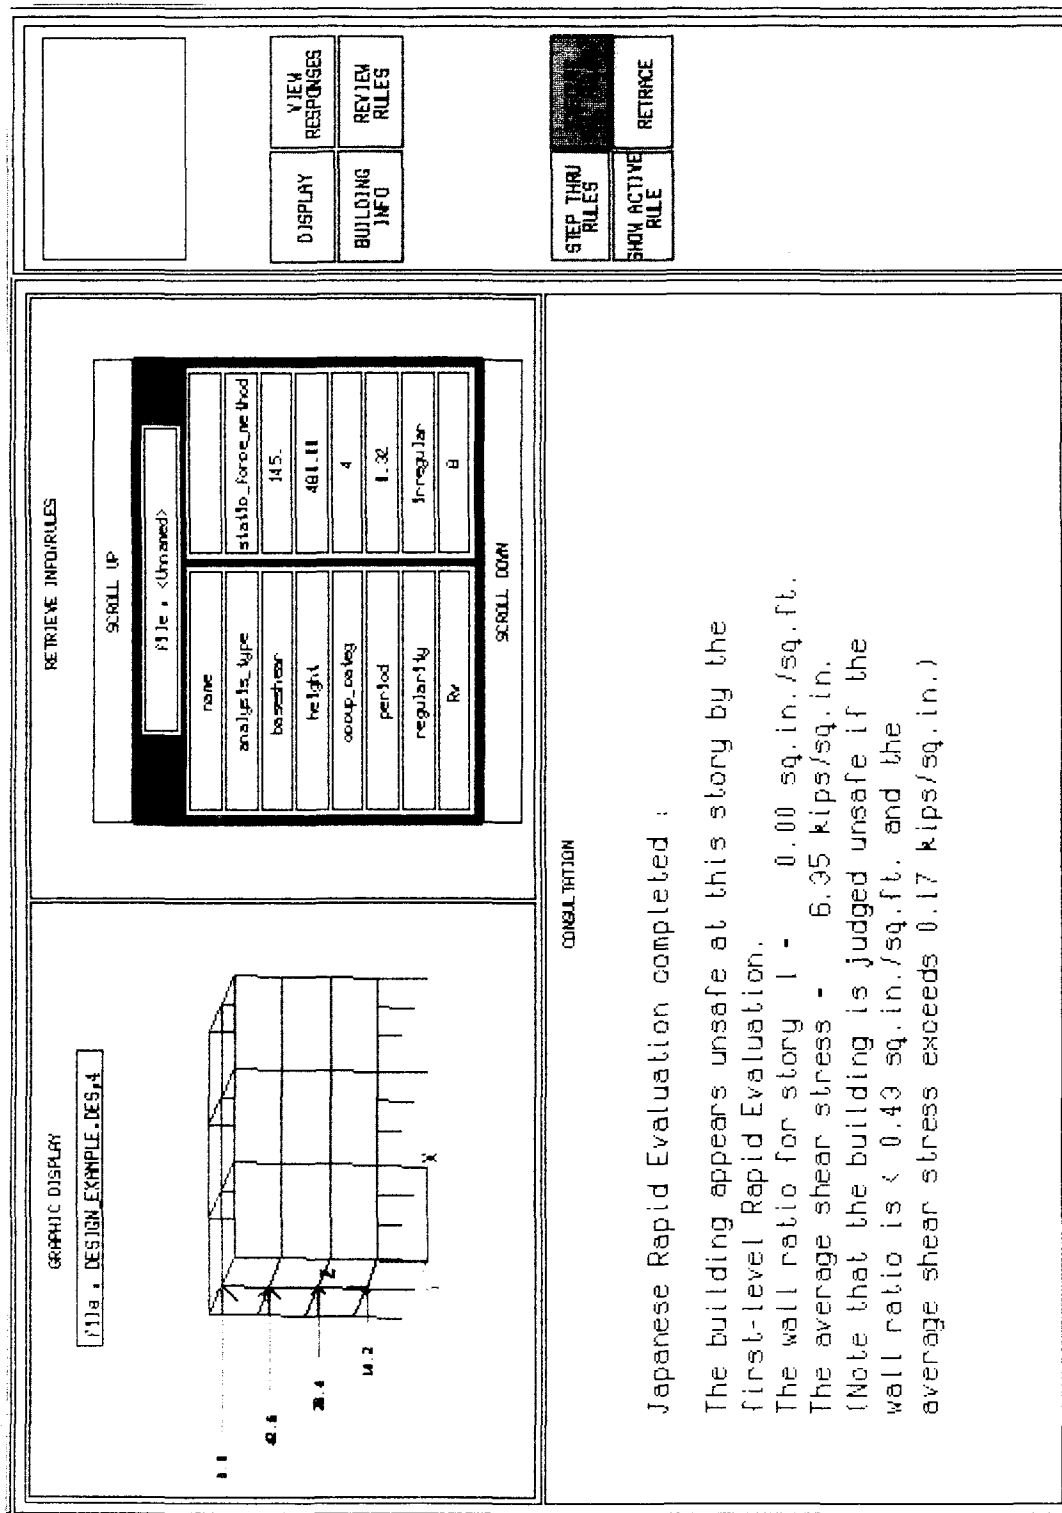 GRAPHIC DISPLAY
file : DESIGN_EXAMPLE.DES;4
42.6
28.4
14.2
Z
X
RETRIEVE INFO/RULES
SCROLL UP
file : <Unnamed>
name
analysis_type static_force_method
baseshear 145.
height
occup_categ 4
period 1.32
regularity irregular
Rw 8
SCROLL DOWN
VIEW
RESPONSES
DISPLAY
REVIEW
RULES
BUILDING
INFO
STEP THRU
RULES
SHOW ACTIVE
RULE
RETRACE
CONSULTATION
Japanese Rapid Evaluation completed :
The building appears unsafe at this story by the
first-level Rapid Evaluation.
The wall ratio for story 1 = 0.00 sq.in./sq.ft.
The average shear stress = 6.35 kips/sq.in.
(Note that the building is judged unsafe if the
wall ratio is < 0.43 sq.in./sq.ft. and the
average shear stress exceeds 0.17 kips/sq.in.)